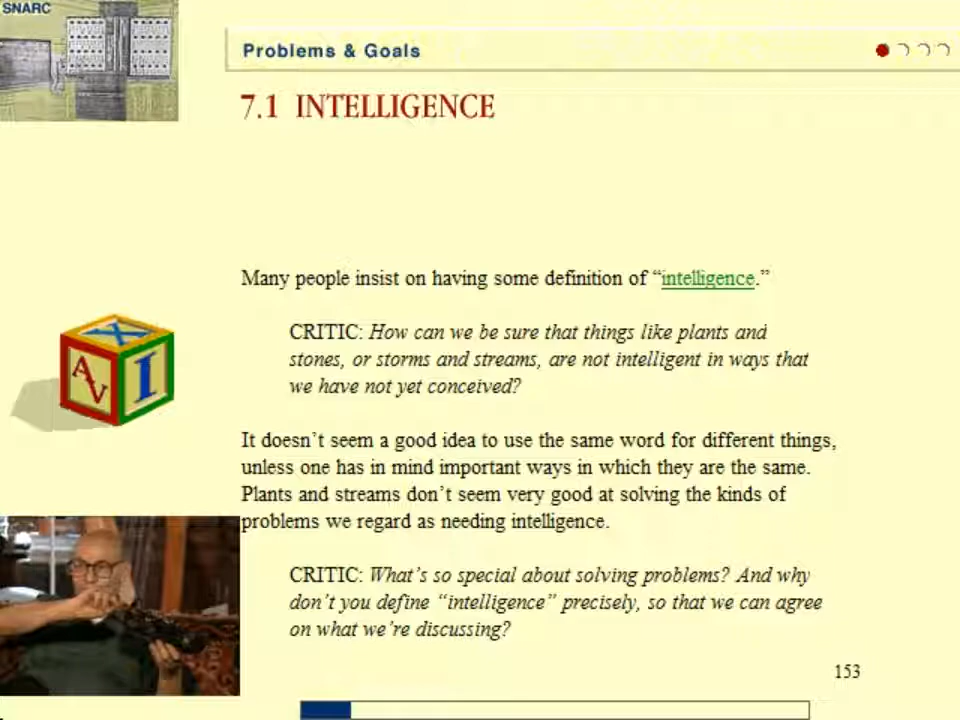 SNARC
Problems & Goals
7.1 INTELLIGENCE
Many people insist on having some definition of “intelligence.”
CRITIC: How can we be sure that things like plants and
stones, or storms and streams, are not intelligent in ways that
we have not yet conceived?
It doesn’t seem a good idea to use the same word for different things,
unless one has in mind important ways in which they are the same.
Plants and streams don’t seem very good at solving the kinds of
problems we regard as needing intelligence.
CRITIC: What’s so special about solving problems? And why
don’t you define “intelligence” precisely, so that we can agree
on what we’re discussing?
153
X
A
V
I